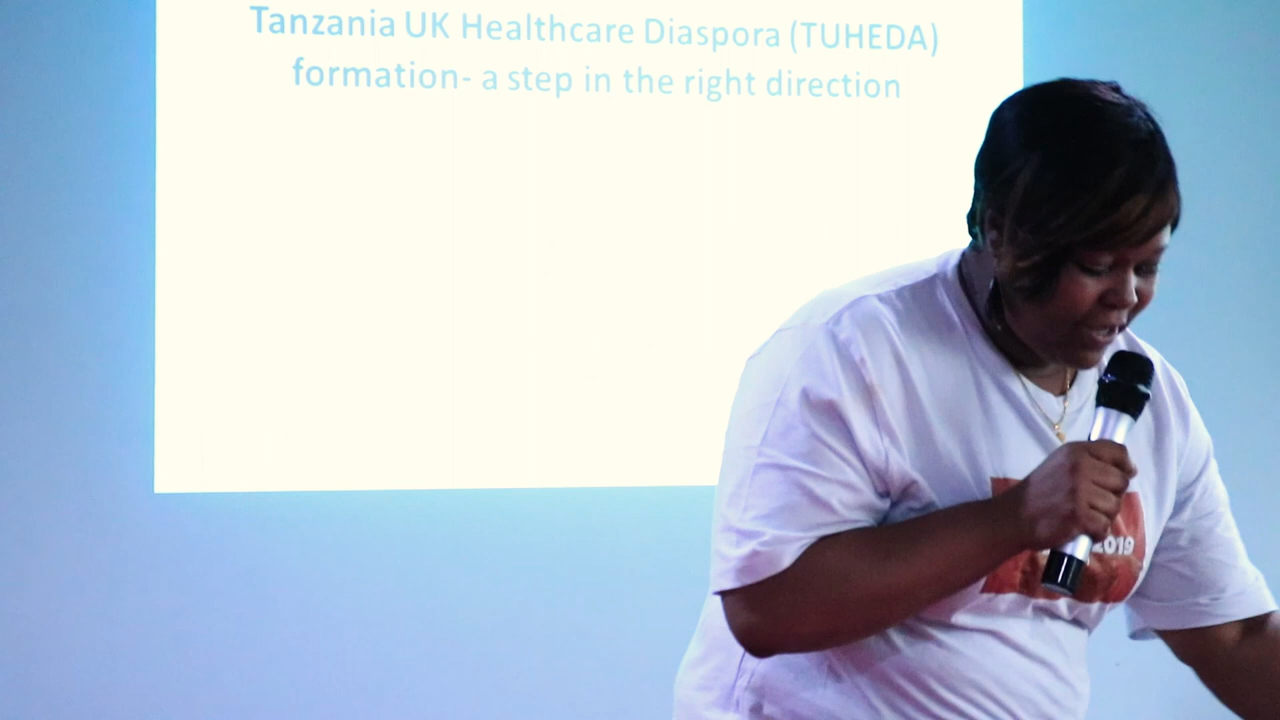 Tanzania UK Healthcare Diaspora (TUHEDA)
formation- a step in the right direction
2019